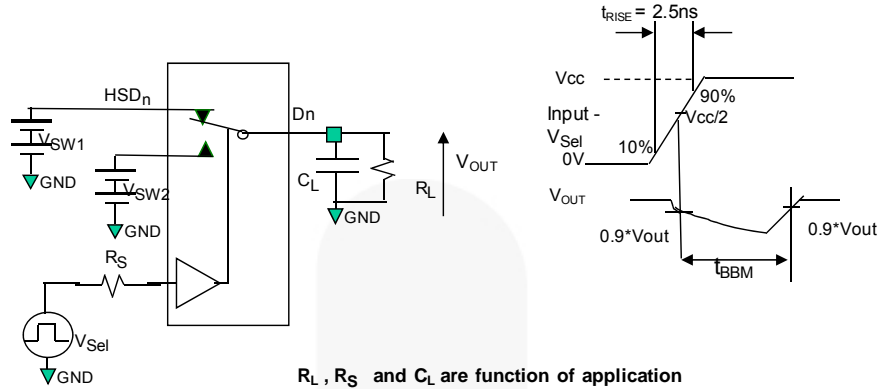 tRISE = 2.5ns
HSDn
Dn
VSW1
GND
VSW2
GND
CL
RL
VOUT
GND
RS
VSel
GND
Vcc
90%
Input -
VSel
Vcc/2
10%
0V
VOUT
0.9*Vout
0.9*Vout
tBBM
RL , RS and CL are function of application